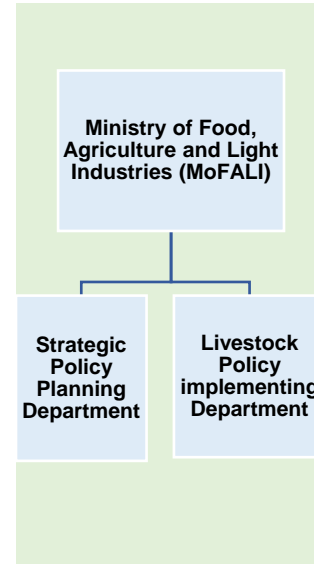 Ministry of Food,
Agriculture and Light
Industries (MoFALI)
Strategic
Policy
Planning
Department
Livestock
Policy
implementing
Department